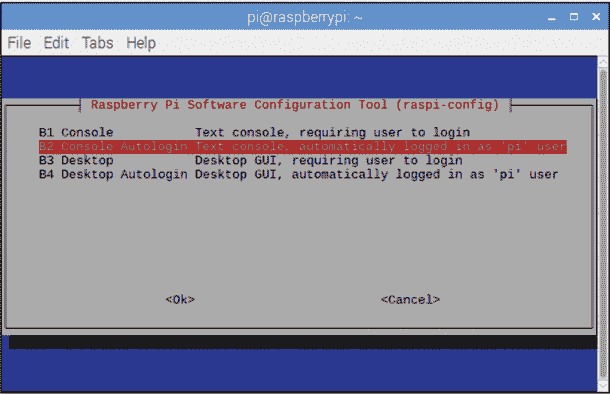 pi@raspberrypi: ~
File Edit Tabs Help
Raspberry Pi Software Configuration Tool (raspi-config)
B1 Console Text console, requiring user to login
B2 Console Autologin Text console, automatically logged in as 'pi' user
B3 Desktop Desktop GUI, requiring user to login
B4 Desktop Autologin Desktop GUI, automatically logged in as 'pi' user
<Ok> <Cancel>